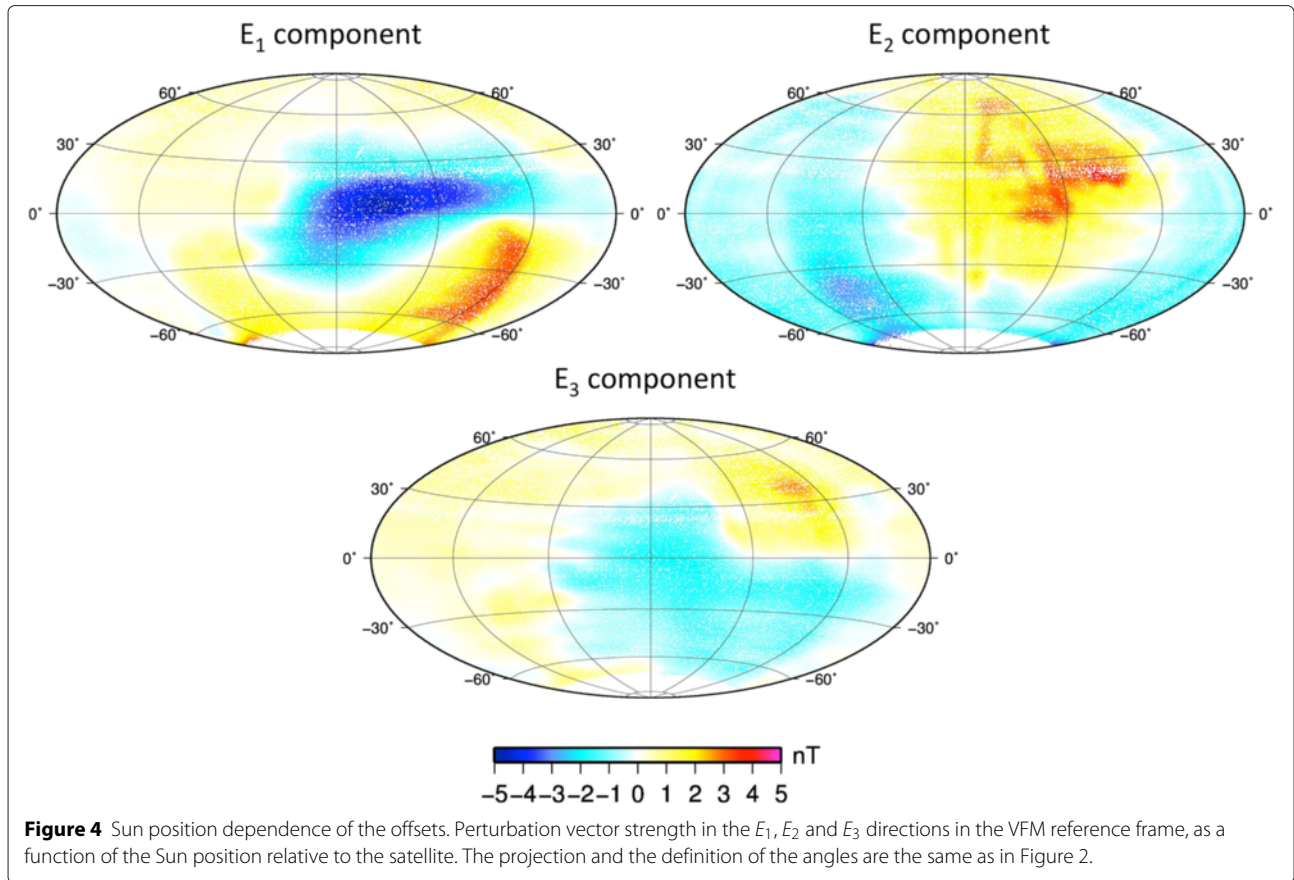 E1 component
E2 component
60° 60° 60° 60°
30° 30° 30° 30°
0° 0° 0° 0°
−30° −30° −30° −30°
−60° −60° −60° −60°
E3 component
60° 60°
30° 30°
0° 0°
−30° −30°
−60° −60°
nT
−5 −4 −3 −2 −1 0 1 2 3 4 5
Figure 4 Sun position dependence of the offsets. Perturbation vector strength in the E1, E2 and E3 directions in the VFM reference frame, as a
function of the Sun position relative to the satellite. The projection and the definition of the angles are the same as in Figure 2.